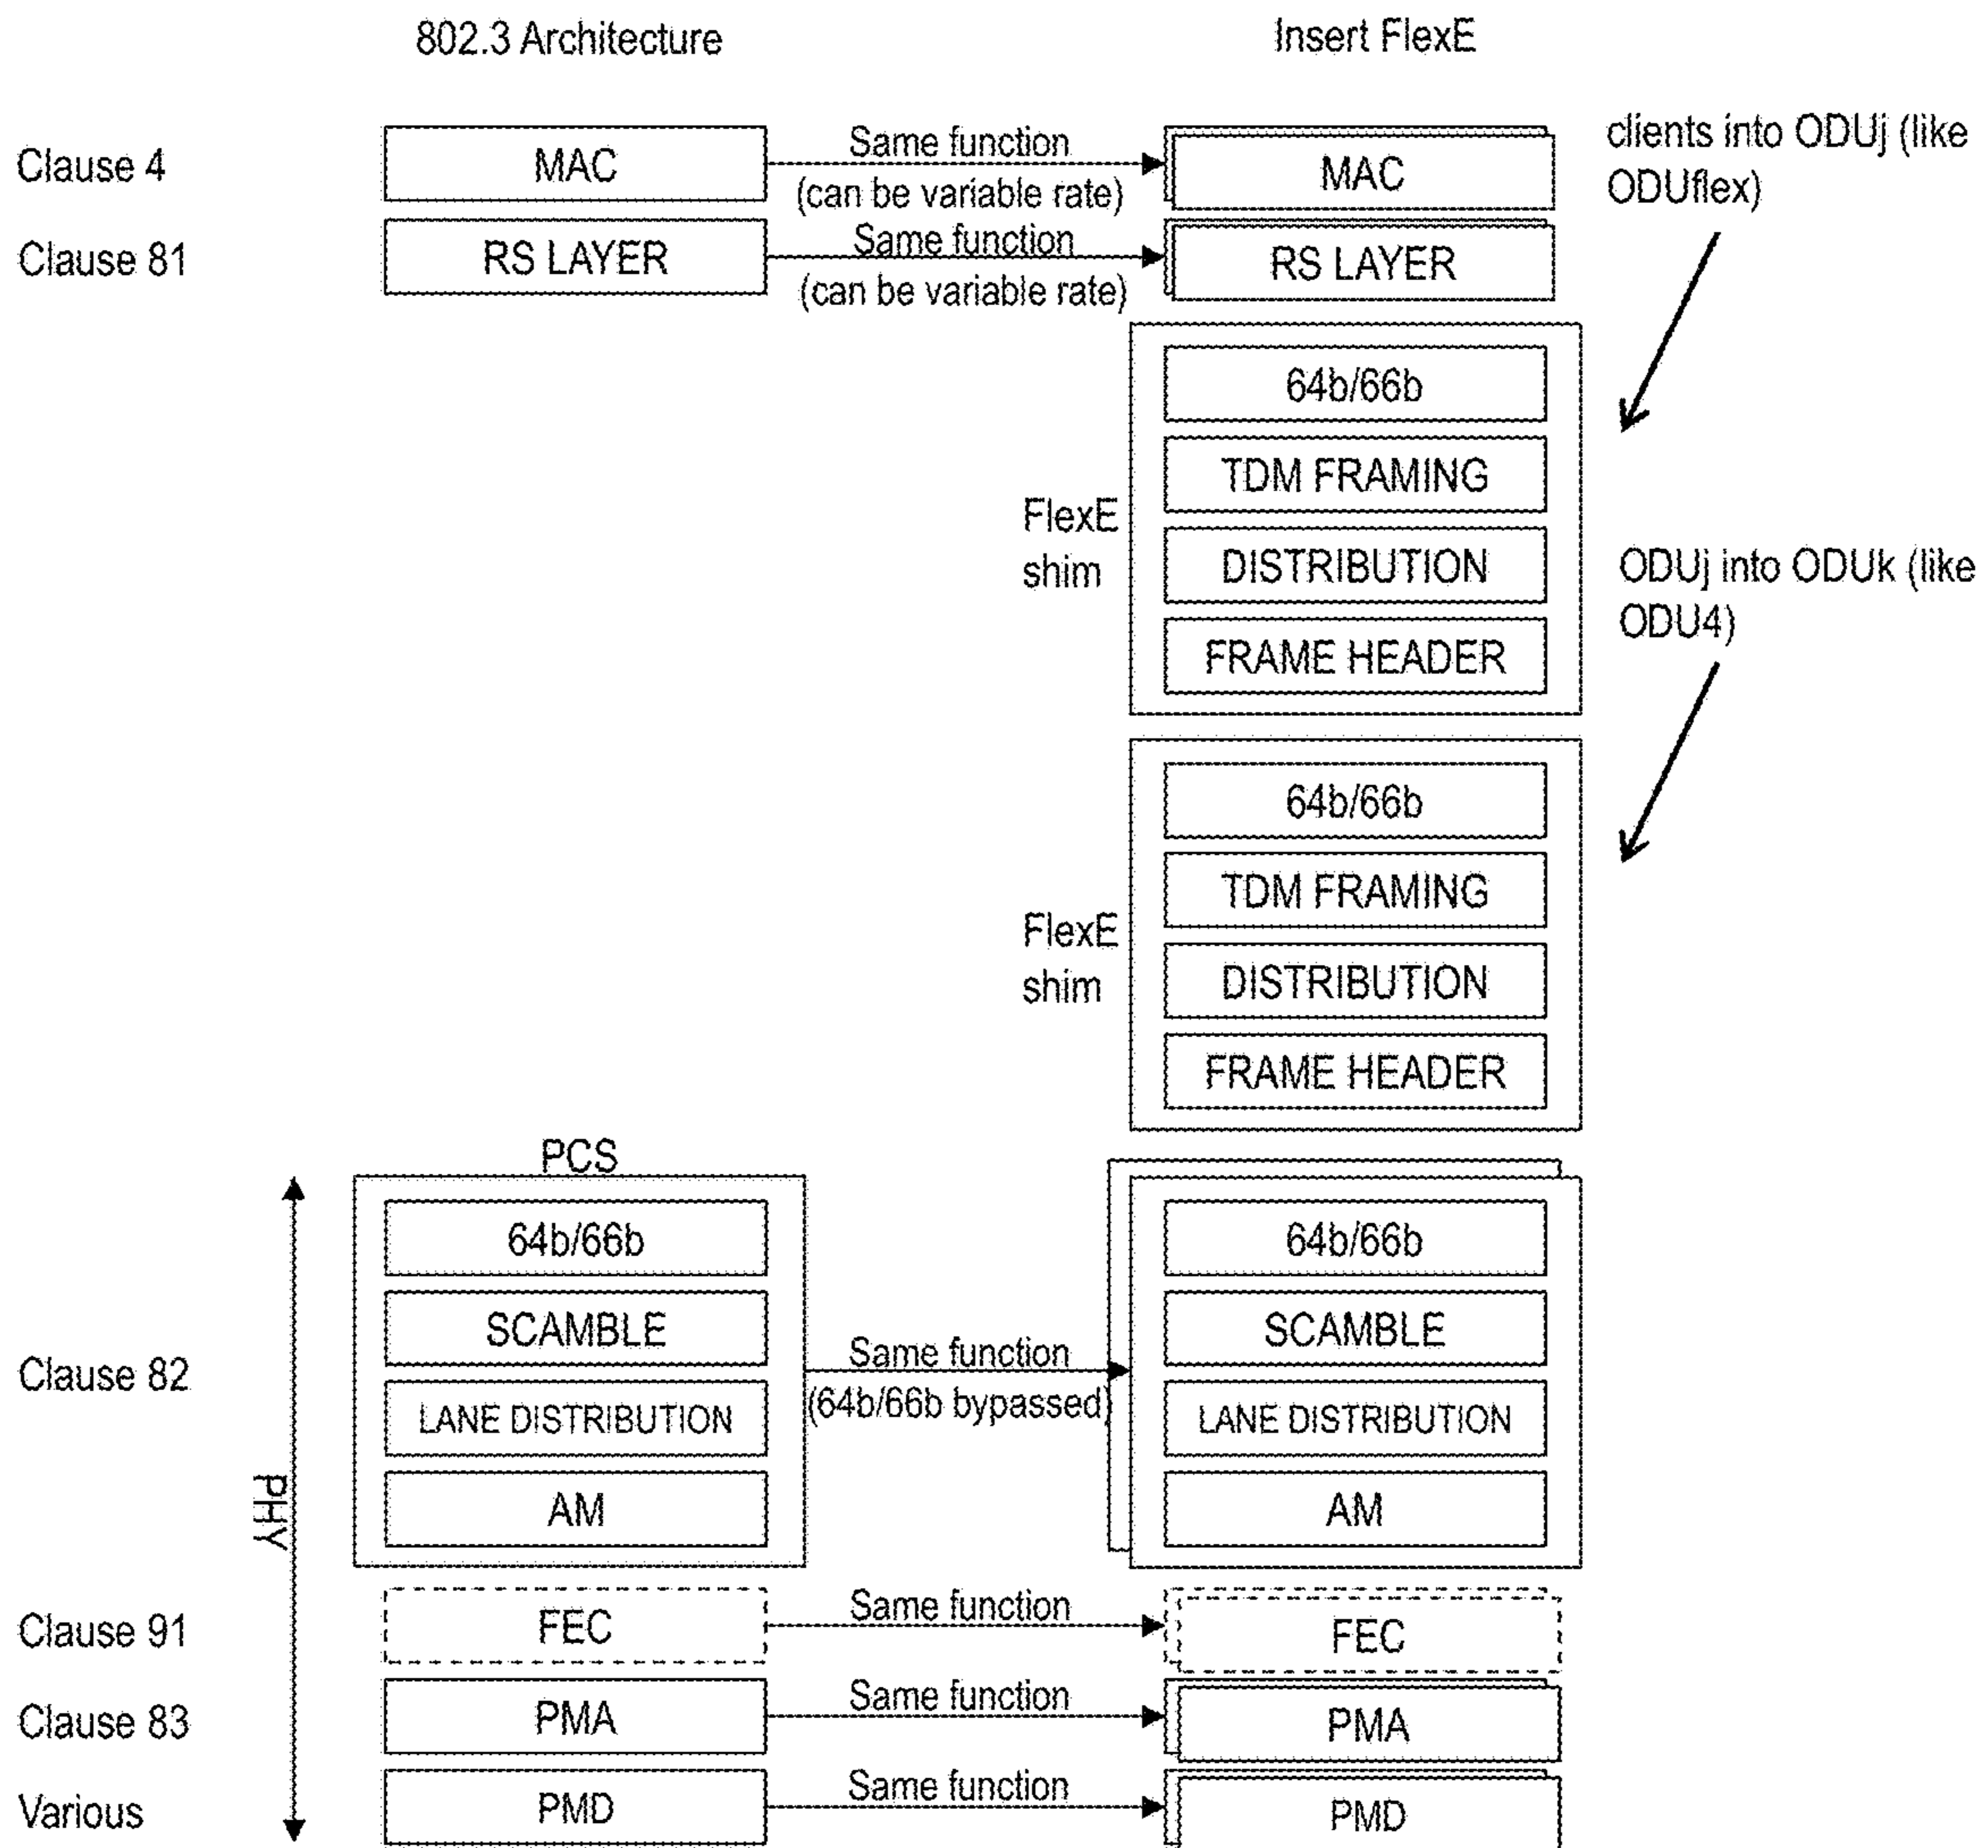 802.3 Architecture
Insert FlexE
Clause 4
MAC
Same function
(can be variable rate)
MAC
clients into ODUj (like
ODUflex)
Clause 81
RS LAYER
Same function
(can be variable rate)
RS LAYER
FlexE
shim
64b/66b
TDM FRAMING
DISTRIBUTION
FRAME HEADER
ODUj into ODUk (like
ODU4)
FlexE
shim
64b/66b
TDM FRAMING
DISTRIBUTION
FRAME HEADER
PHY
Clause 82
PCS
64b/66b
SCAMBLE
LANE DISTRIBUTION
AM
Same function
(64b/66b bypassed)
64b/66b
SCAMBLE
LANE DISTRIBUTION
AM
Clause 91
FEC
Same function
FEC
Clause 83
PMA
Same function
PMA
Various
PMD
Same function
PMD